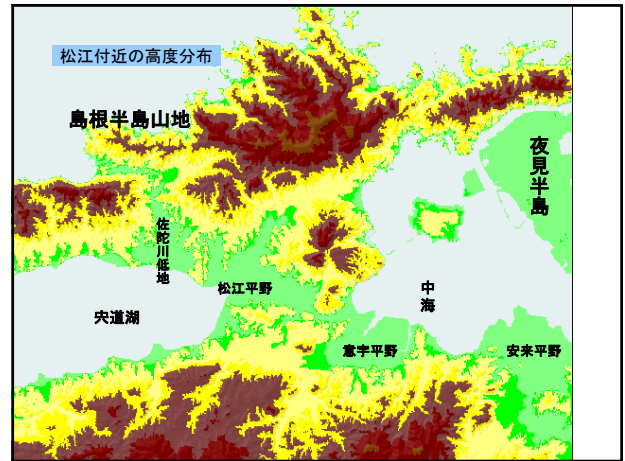 松江付近の高度分布
島根半島山地
夜見半島
佐陀川低地
松江平野
中海
宍道湖
意宇平野
安来平野